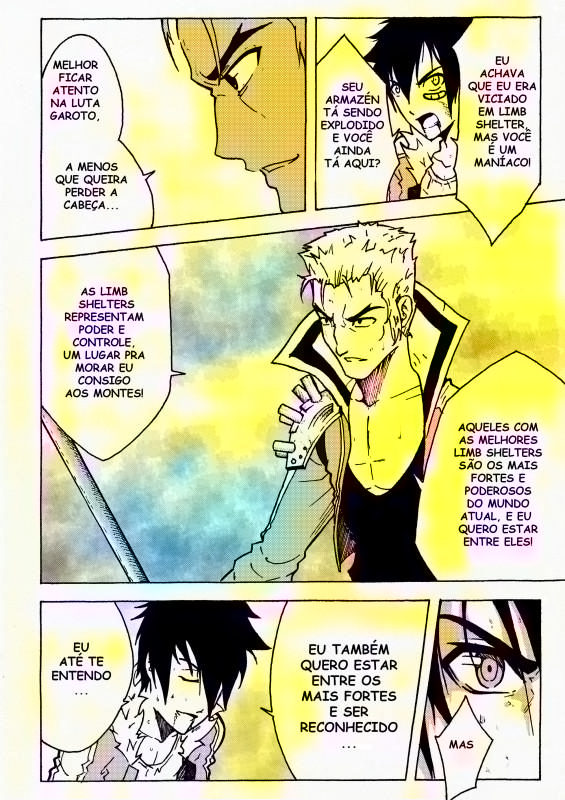 MELHOR
FICAR
ATENTO
NA LUTA
GAROTO,
A MENOS
QUE QUEIRA
PERDER A
CABEÇA...
SEU
ARMAZÉN
TÁ SENDO
EXPLODIDO
E VOCÊ
AINDA
TÁ AQUI?
EU
ACHAVA
QUE EU ERA
VICIADO
EM LIMB
SHELTER,
MAS VOCÊ
É UM
MANÍACO!
AS LIMB
SHELTERS
REPRESENTAM
PODER E
CONTROLE,
UM LUGAR PRA
MORAR EU
CONSIGO
AOS MONTES!
AQUELES COM
AS MELHORES
LIMB SHELTERS
SÃO OS MAIS
FORTES E
PODEROSOS
DO MUNDO
ATUAL, E EU
QUERO ESTAR
ENTRE ELES!
EU
ATÉ TE
ENTENDO
...
EU TAMBÉM
QUERO ESTAR
ENTRE OS
MAIS FORTES
E SER
RECONHECIDO
...
MAS